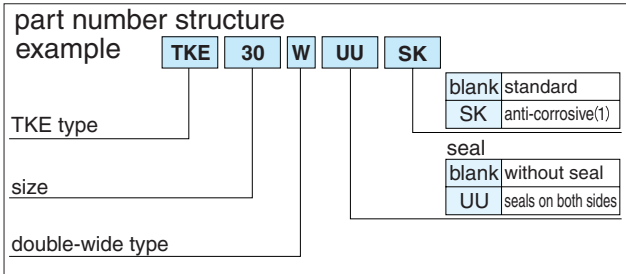 part number structure
example
TKE 30 W UU SK
blank standard
SK anti-corrosive(1)
TKE type
seal
blank without seal
size
UU seals on both sides
double-wide type